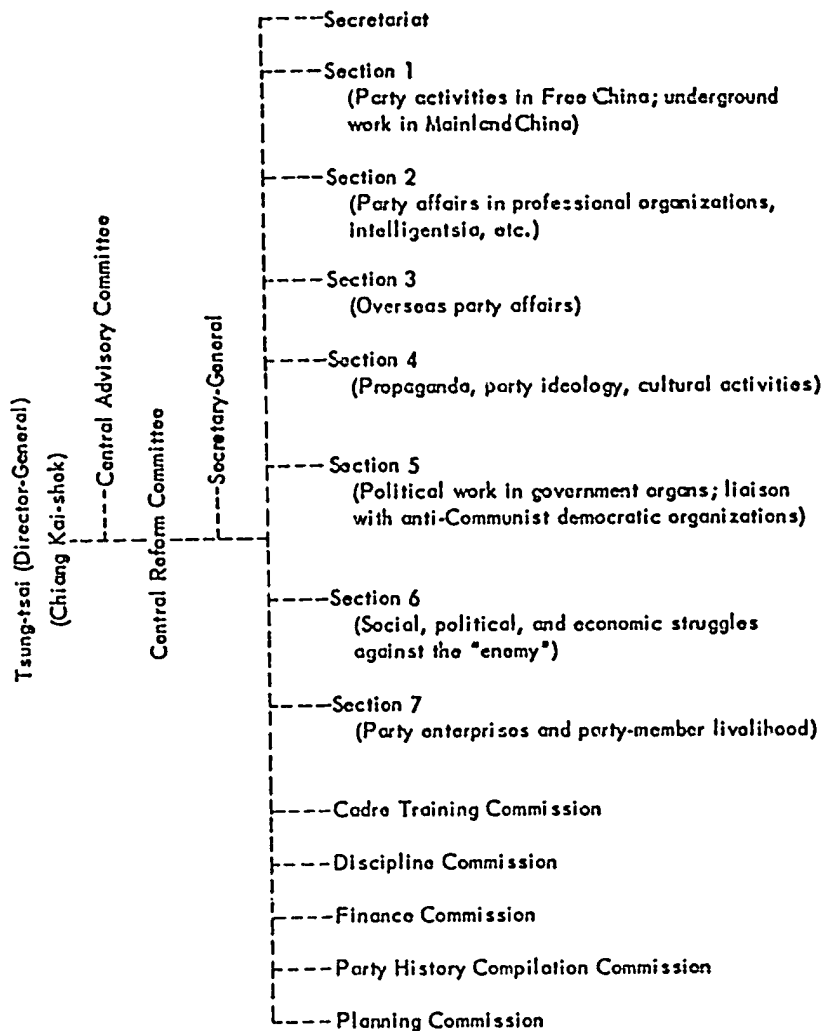 Tsung-tsai (Director-General)
(Chiang Kai-shek)
Central Advisory Committee
Central Reform Committee
Secretary-General
Secretariat
Section 1
(Party activities in Free China; underground
work in Mainland China)
Section 2
(Party affairs in professional organizations,
intelligentsia, etc.)
Section 3
(Overseas party affairs)
Section 4
(Propaganda, party ideology, cultural activities)
Section 5
(Political work in government organs; liaison
with anti-Communist democratic organizations)
Section 6
(Social, political, and economic struggles
against the "enemy")
Section 7
(Party enterprises and party-member livelihood)
Cadre Training Commission
Discipline Commission
Finance Commission
Party History Compilation Commission
Planning Commission